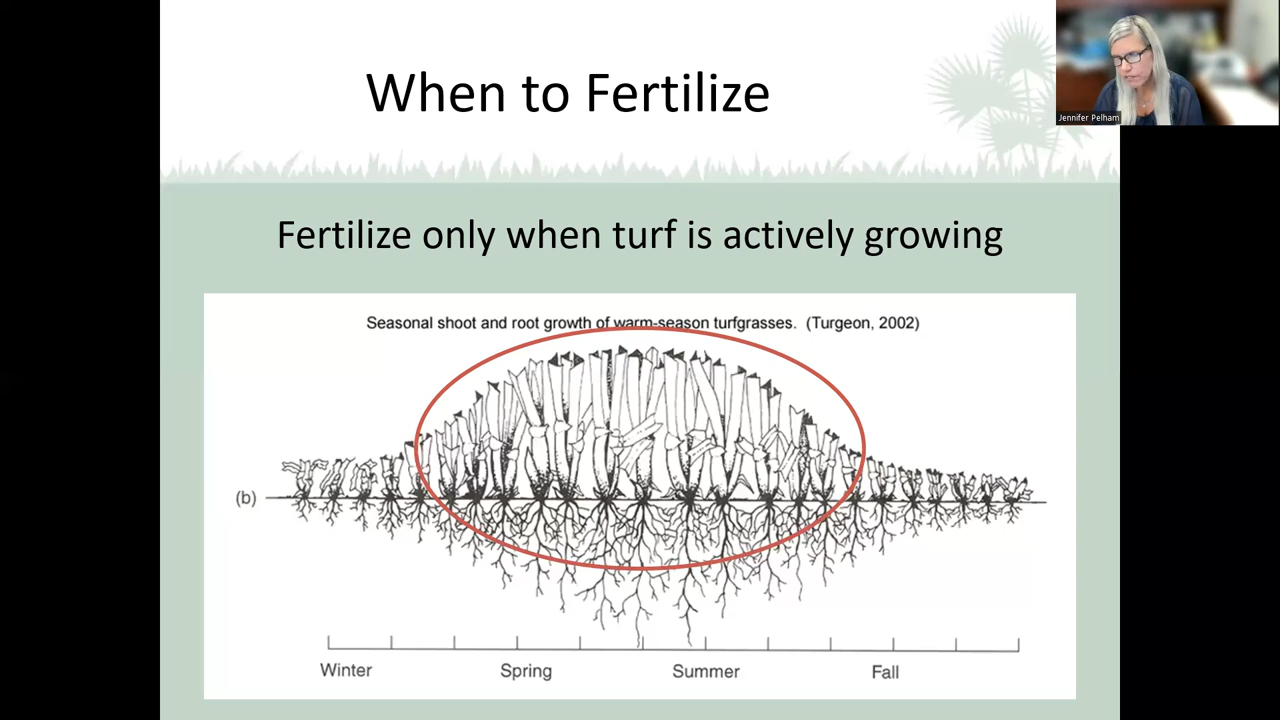 When to Fertilize
Jennifer Pelham
Fertilize only when turf is actively growing
Seasonal shoot and root growth of warm-season turfgrasses. (Turgeon, 2002)
(b)
Winter Spring Summer Fall